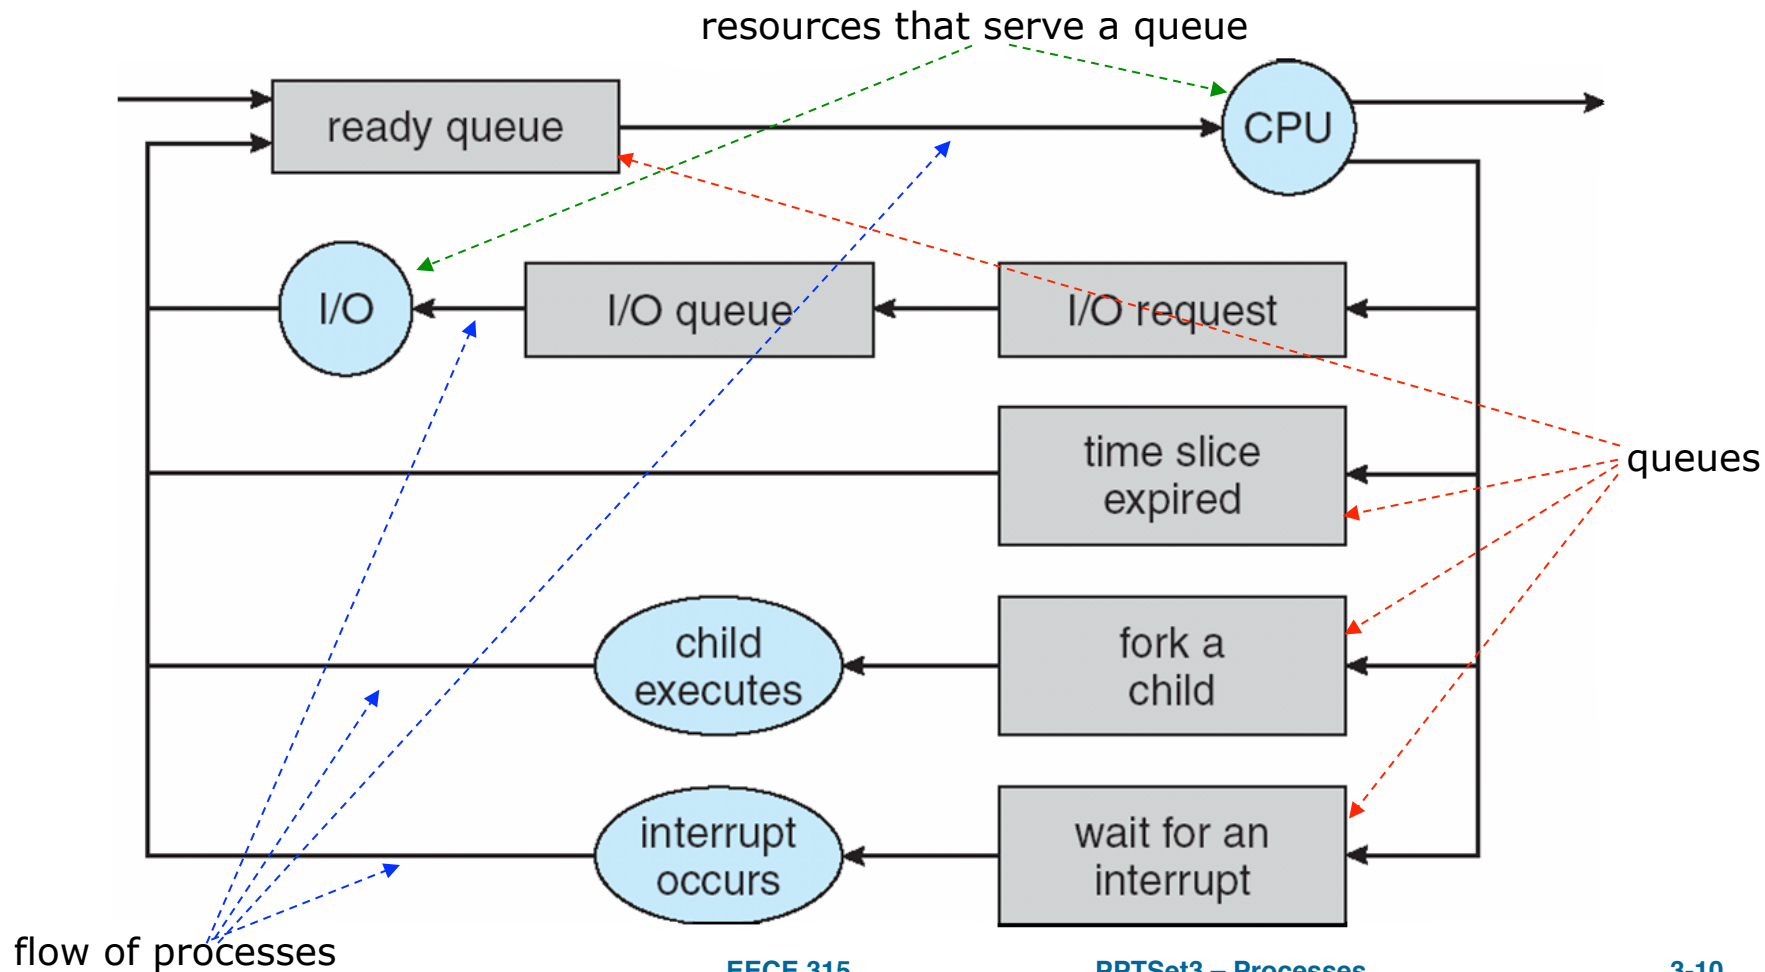 resources that serve a queue
ready queue
CPU
I/O
I/O queue
I/O request
time slice
expired
queues
child
executes
fork a
child
interrupt
occurs
wait for an
interrupt
flow of processes
EECE 315
PPTSet3 – Processes
3-10